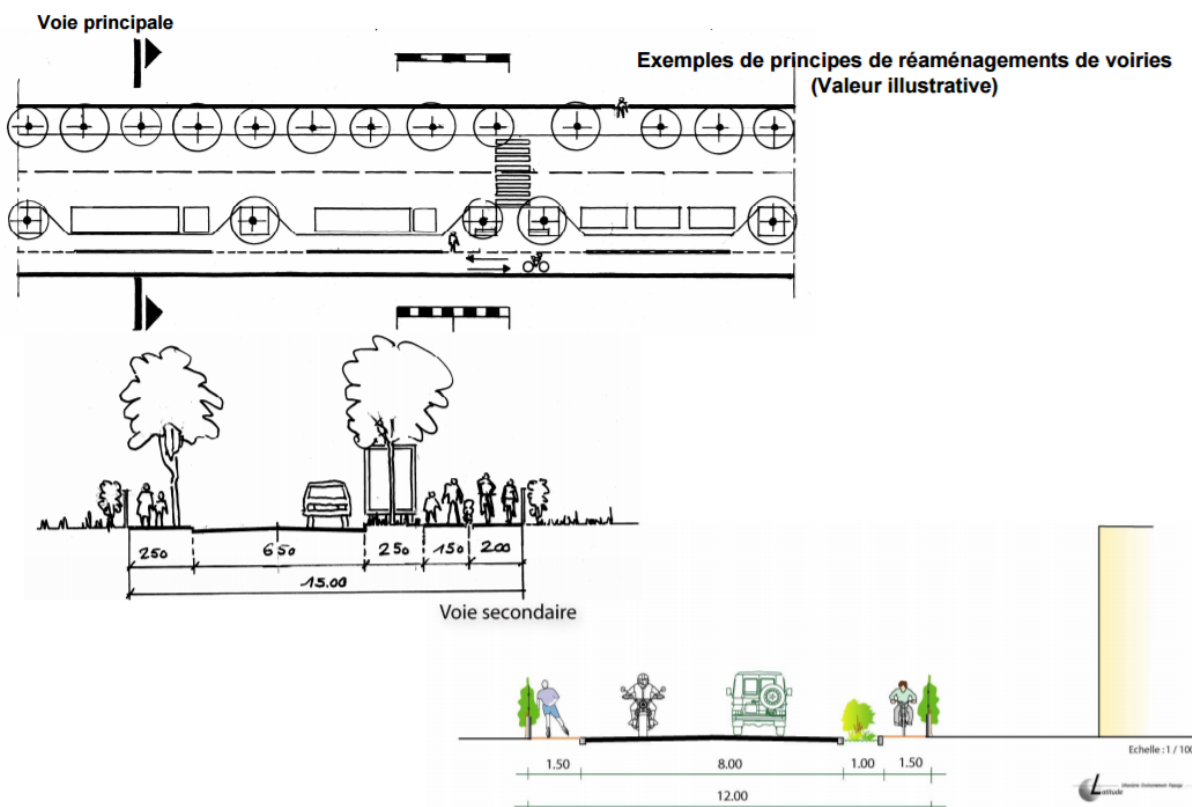 Voie principale
Exemples de principes de réaménagements de voiries
(Valeur illustrative)
250 650 250 150 200
15.00
Voie secondaire
Echelle : 1 / 100
1.50 8.00 1.00 1.50
12.00
Latitude